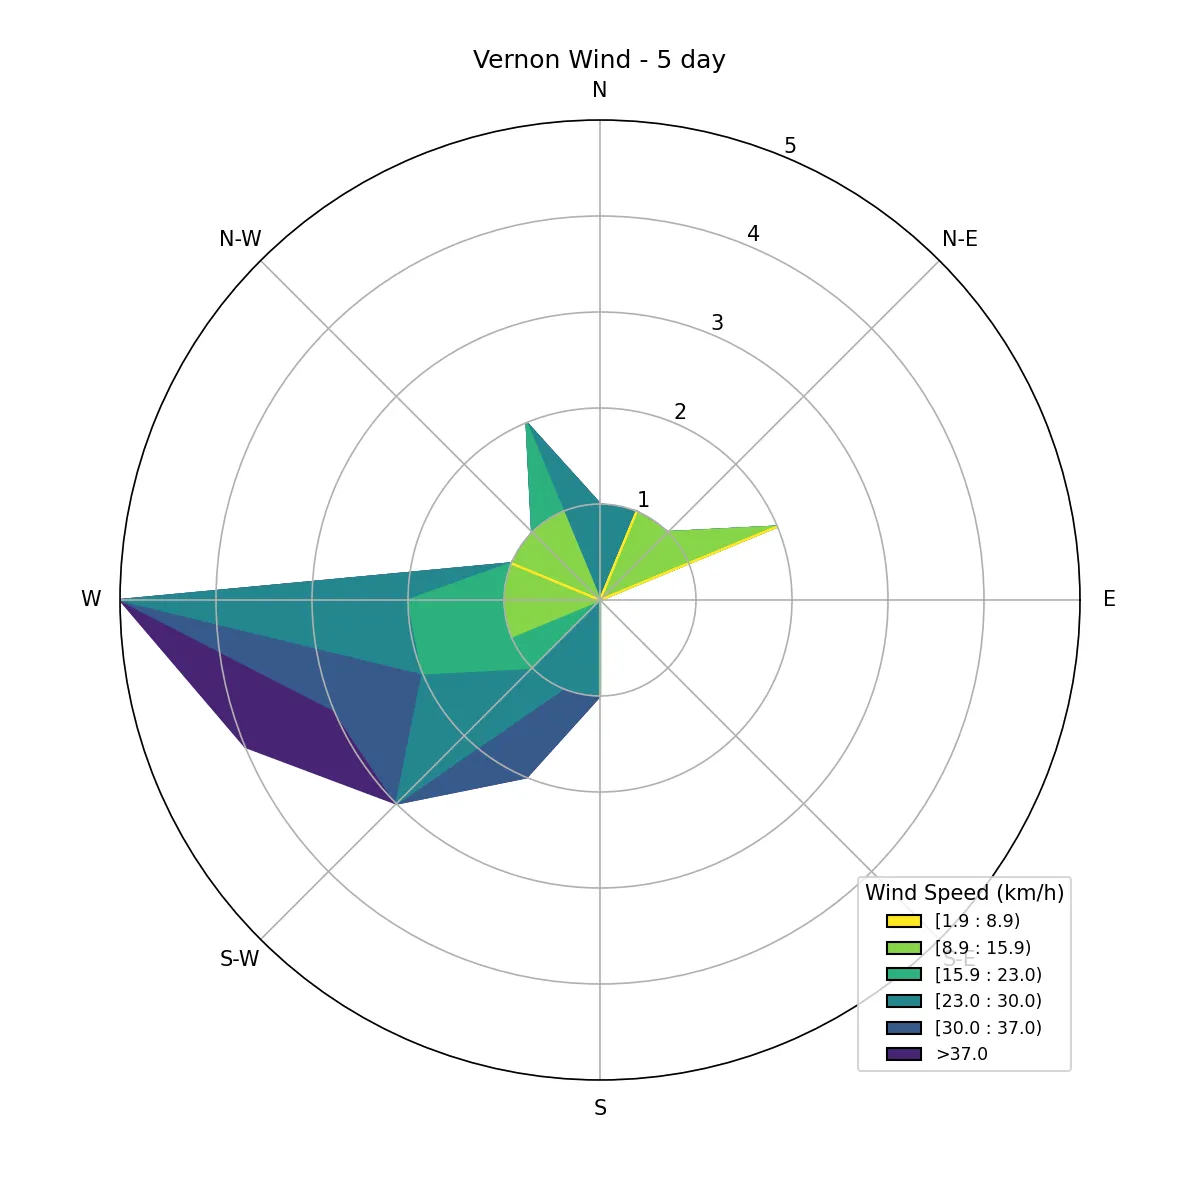 Vernon Wind - 5 day
N
5
N-W
N-E
4
3
2
1
W
E
S-W
S-E
Wind Speed (km/h)
[1.9 : 8.9)
[8.9 : 15.9)
[15.9 : 23.0)
[23.0 : 30.0)
[30.0 : 37.0)
>37.0
S